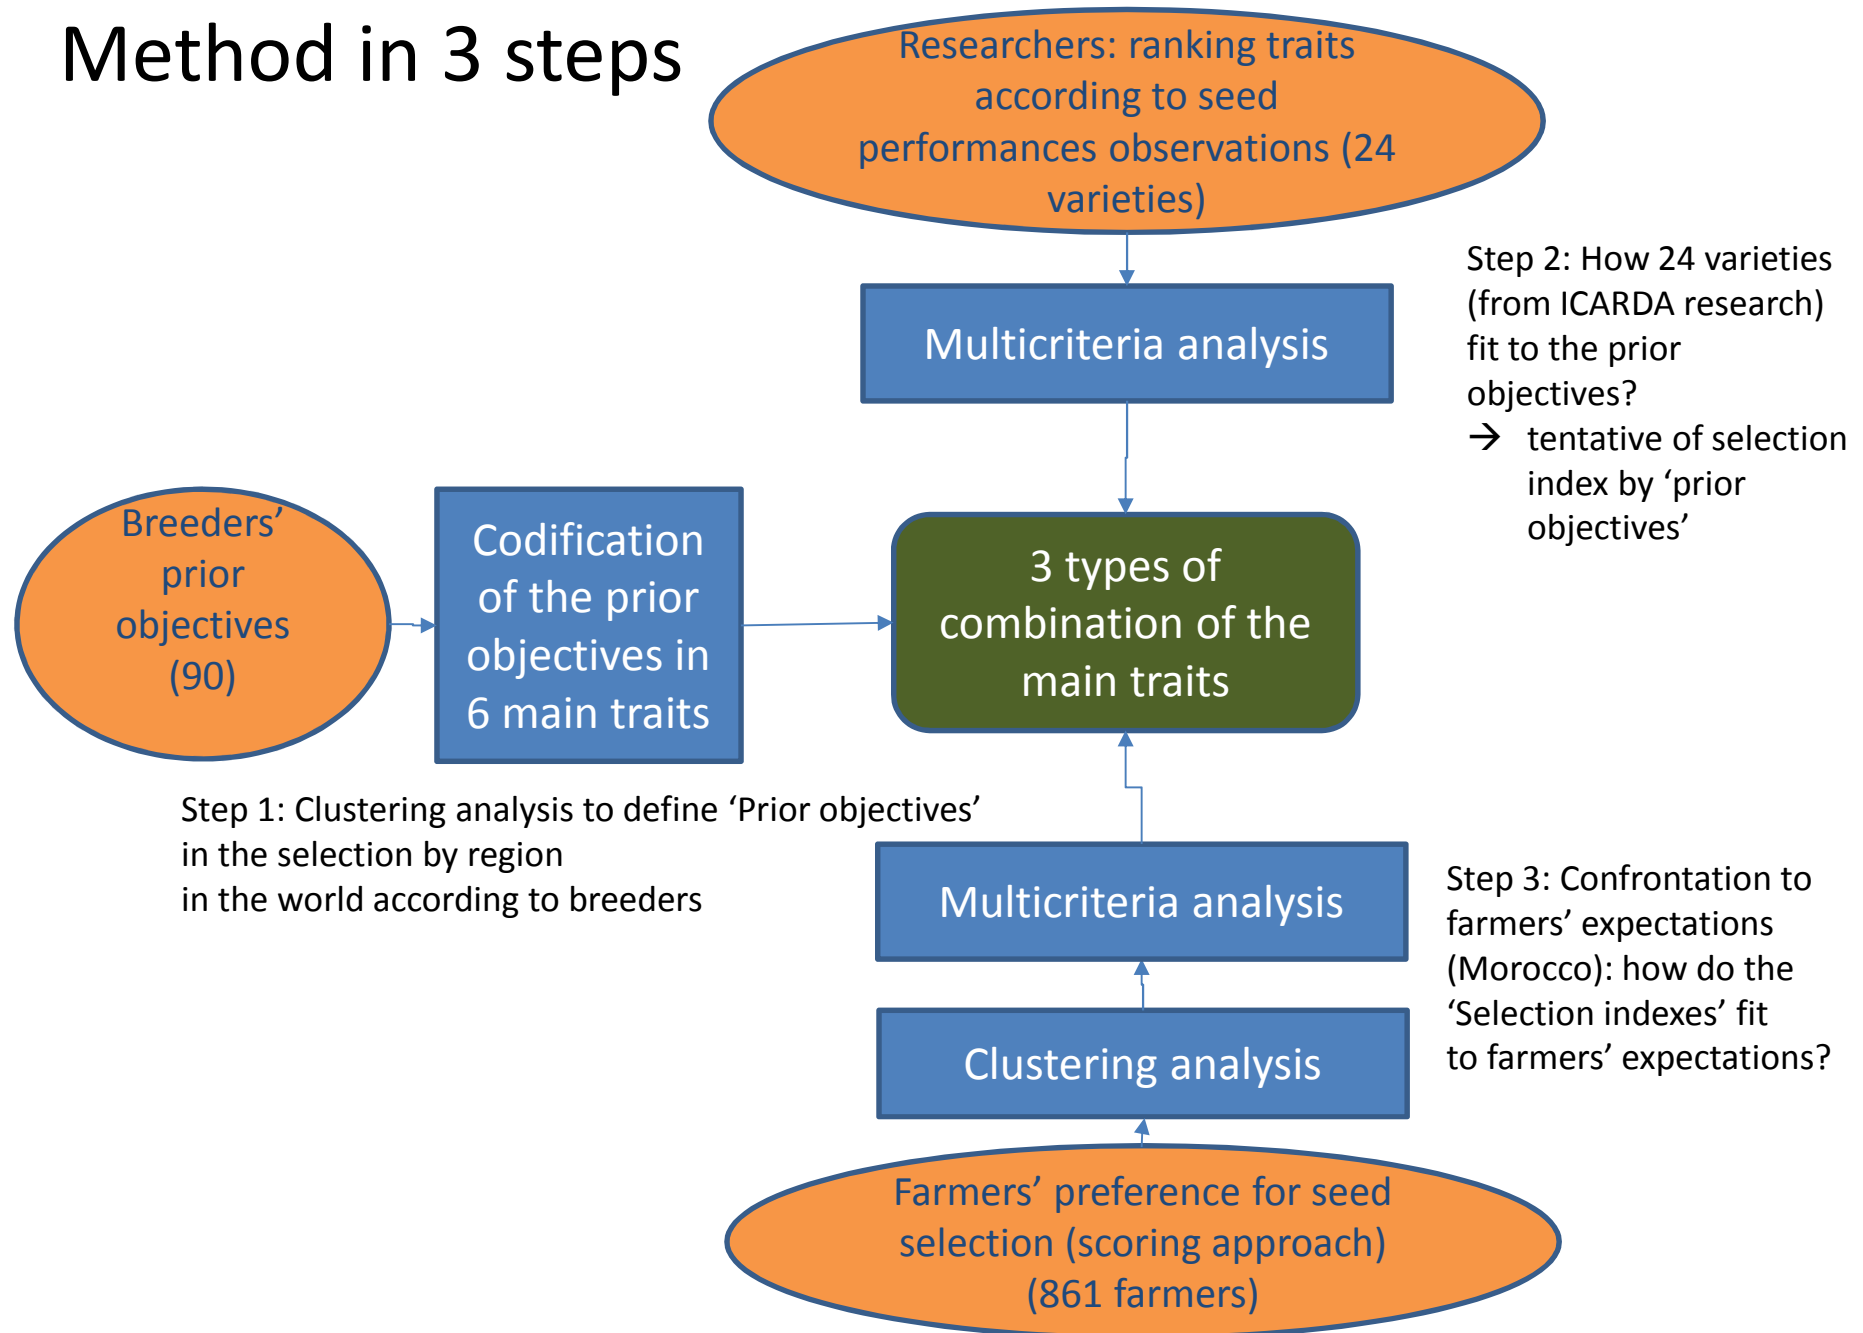 Method in 3 steps
Researchers: ranking traits
according to seed
performances observations (24
varieties)
Multicriteria analysis
Step 2: How 24 varieties
(from ICARDA research)
fit to the prior
objectives?
→ tentative of selection
index by ‘prior
objectives’
Breeders’
prior
objectives
(90)
Codification
of the prior
objectives in
6 main traits
3 types of
combination of the
main traits
Step 1: Clustering analysis to define ‘Prior objectives’
in the selection by region
in the world according to breeders
Multicriteria analysis
Step 3: Confrontation to
farmers’ expectations
(Morocco): how do the
‘Selection indexes’ fit
to farmers’ expectations?
Clustering analysis
Farmers’ preference for seed
selection (scoring approach)
(861 farmers)